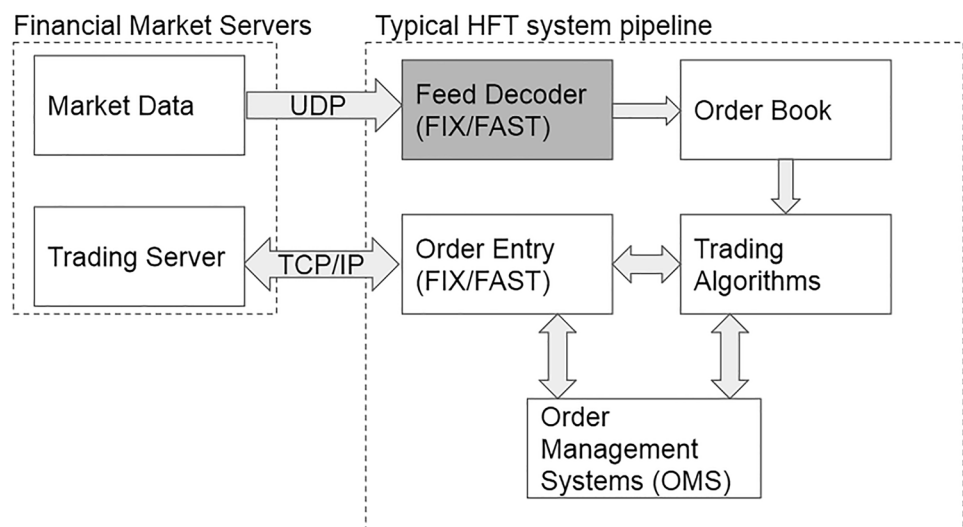 Financial Market Servers
Typical HFT system pipeline
Market Data
UDP
Feed Decoder
(FIX/FAST)
Order Book
Trading Server
TCP/IP
Order Entry
(FIX/FAST)
Trading
Algorithms
Order
Management
Systems (OMS)